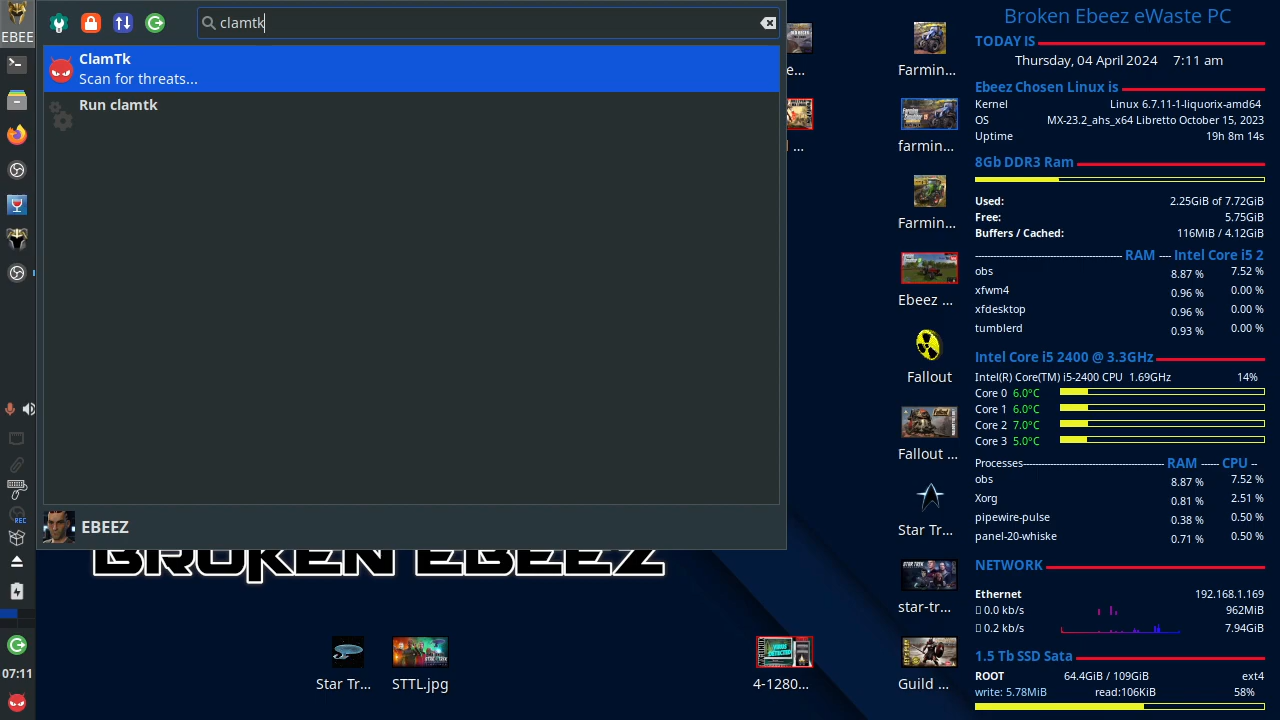 EBEE
clamtk
ClamTk
Scan for threats...
Run clamtk
EBEEZ
BROKEN EBEEZ
e...
...
Farmin...
farmin...
Farmin...
Ebeez ...
Fallout
Fallout ...
Star Tr...
star-tr...
Guild ...
Star Tr...
STTL.jpg
VIRUS DETECTED
4-1280...
REC
07:11
Broken Ebeez eWaste PC
TODAY IS
Thursday, 04 April 2024 7:11 am
Ebeez Chosen Linux is
Kernel Linux 6.7.11-1-liquorix-amd64
OS MX-23.2_ahs_x64 Libretto October 15, 2023
Uptime 19h 8m 14s
8Gb DDR3 Ram
Used: 2.25GiB of 7.72GiB
Free: 5.75GiB
Buffers / Cached: 116MiB / 4.12GiB
RAM ---- Intel Core i5 2
obs 8.87 % 7.52 %
xfwm4 0.96 % 0.00 %
xfdesktop 0.96 % 0.00 %
tumblerd 0.93 % 0.00 %
Intel Core i5 2400 @ 3.3GHz
Intel(R) Core(TM) i5-2400 CPU 1.69GHz 14%
Core 0 6.0°C
Core 1 6.0°C
Core 2 7.0°C
Core 3 5.0°C
Processes RAM ------ CPU --
obs 8.87 % 7.52 %
Xorg 0.81 % 2.51 %
pipewire-pulse 0.38 % 0.50 %
panel-20-whiske 0.71 % 0.50 %
NETWORK
Ethernet 192.168.1.169
0.0 kb/s 962MiB
0.2 kb/s 7.94GiB
1.5 Tb SSD Sata
ROOT 64.4GiB / 109GiB ext4
write: 5.78MiB read:106KiB 58%